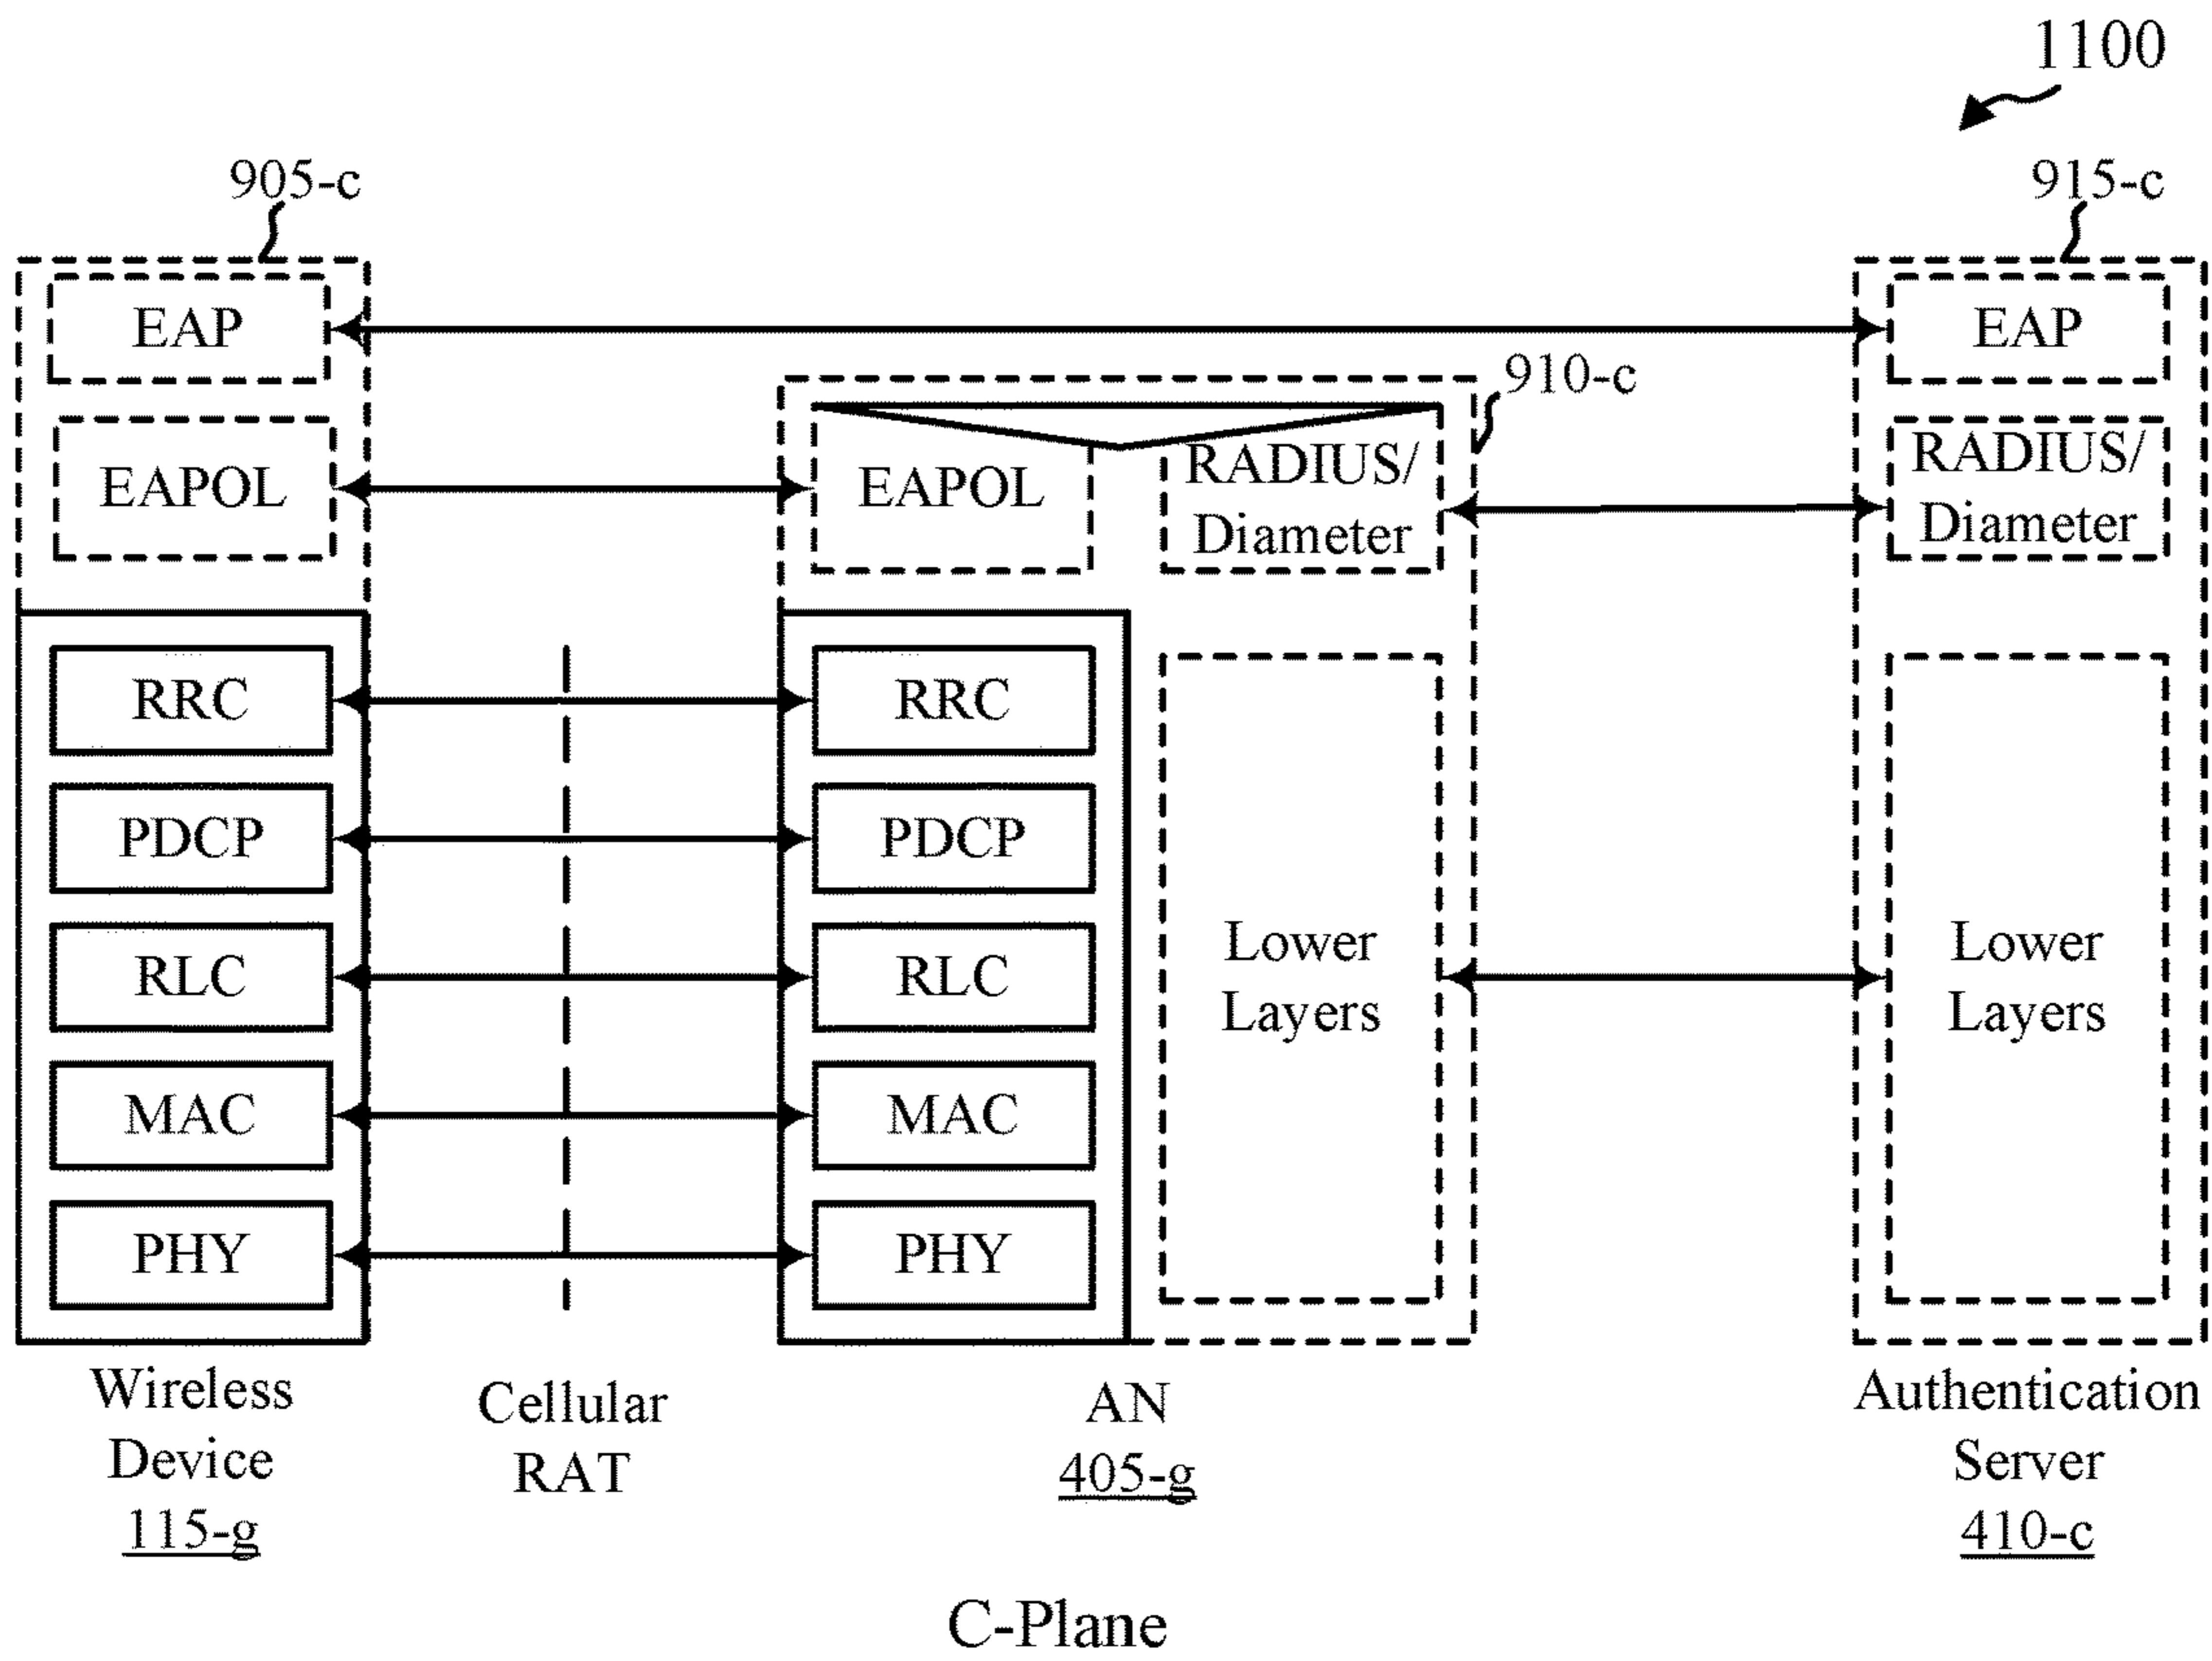 1100
905-c
915-c
EAP
EAP
910-c
EAPOL
EAPOL
RADIUS/
Diameter
RADIUS/
Diameter
RRC
RRC
PDCP
PDCP
RLC
RLC
Lower
Layers
Lower
Layers
MAC
MAC
PHY
PHY
Wireless
Device
115-g
Cellular
RAT
AN
405-g
Authentication
Server
410-c
C-Plane